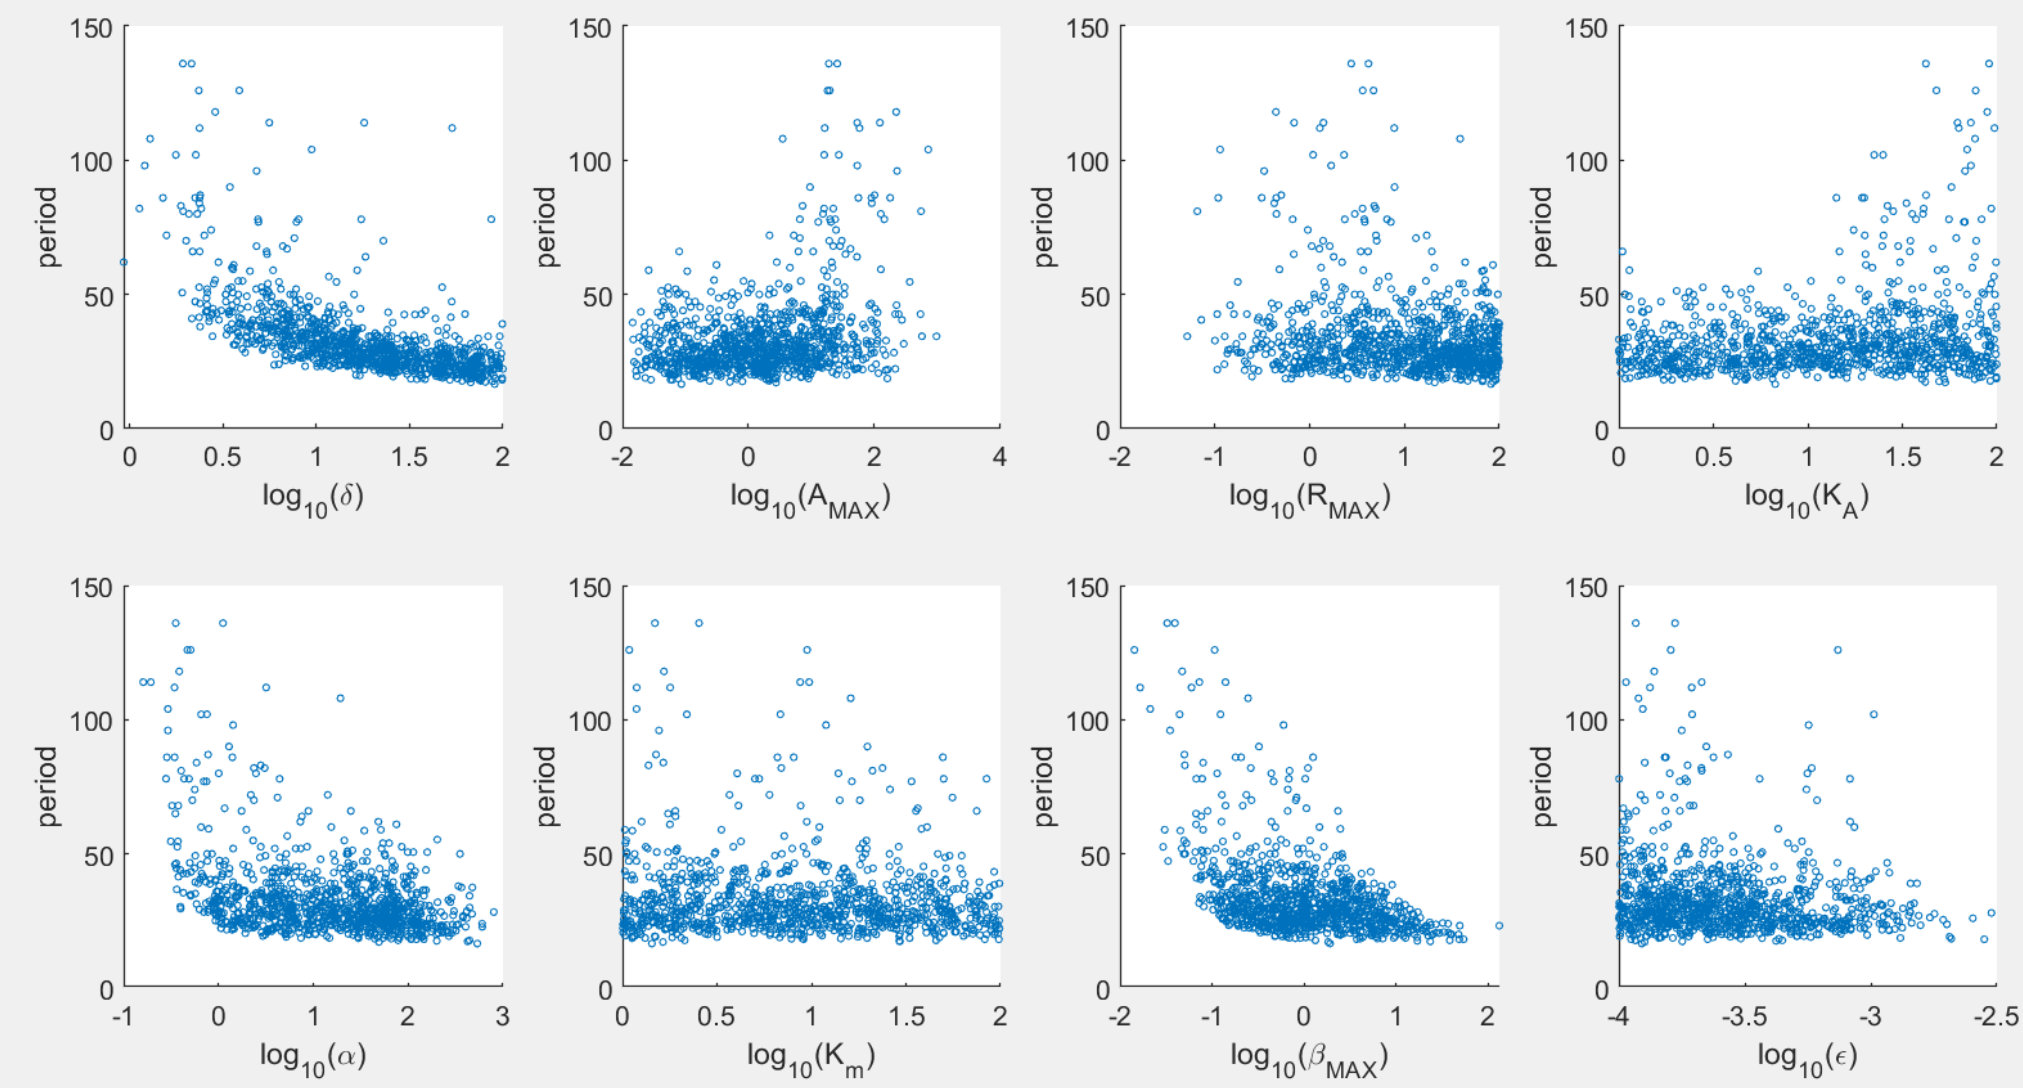 150
100
50
0
period
0 0.5 1 1.5 2
log10(δ)
150
100
50
0
period
-2 0 2 4
log10(AMAX)
150
100
50
0
period
-2 -1 0 1 2
log10(RMAX)
150
100
50
0
period
0 0.5 1 1.5 2
log10(KA)
150
100
50
0
period
-1 0 1 2 3
log10(α)
150
100
50
0
period
0 0.5 1 1.5 2
log10(Km)
150
100
50
0
period
-2 -1 0 1 2
log10(βMAX)
150
100
50
0
period
-4 -3.5 -3 -2.5
log10(ϵ)